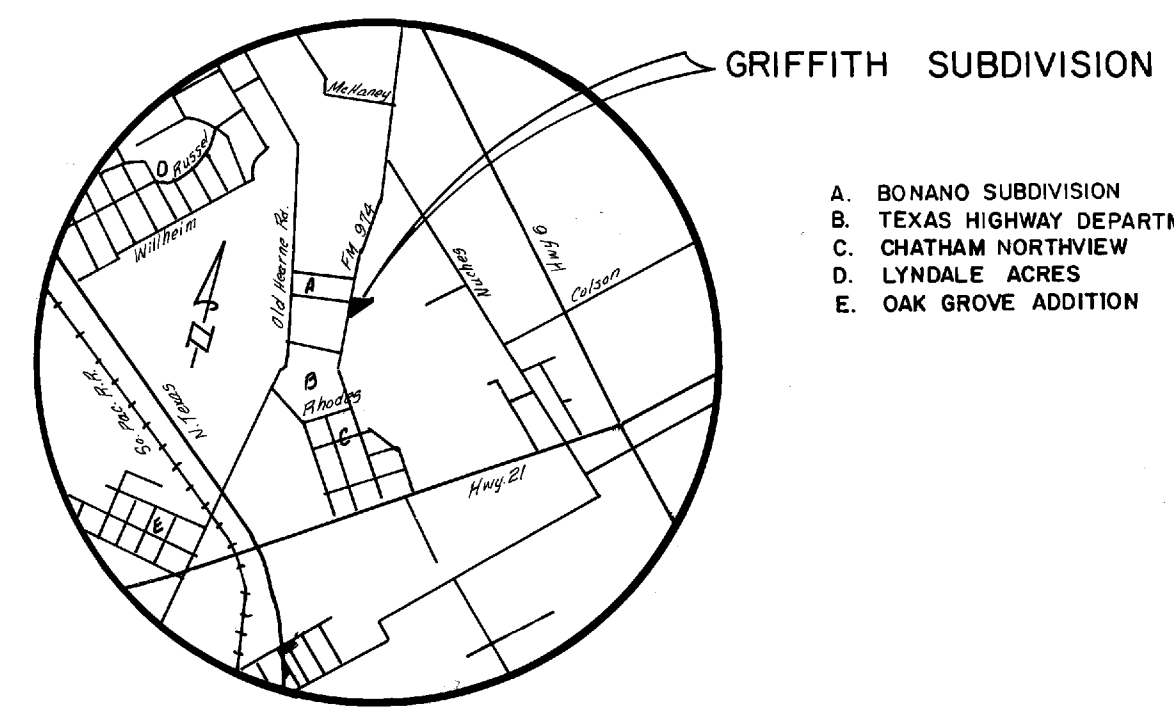 GRIFFITH SUBDIVISION
A. BONANO SUBDIVISION
B. TEXAS HIGHWAY DEPARTM
C. CHATHAM NORTHVIEW
D. LYNDALE ACRES
E. OAK GROVE ADDITION
McHaney
D
Russel
Willheim
Old Hearne Rd.
FM 974
Hwy 6
Nuches
Colson
A
B
Rhodes
C
So. Pac. R.R.
N. Texas
Hwy. 21
E